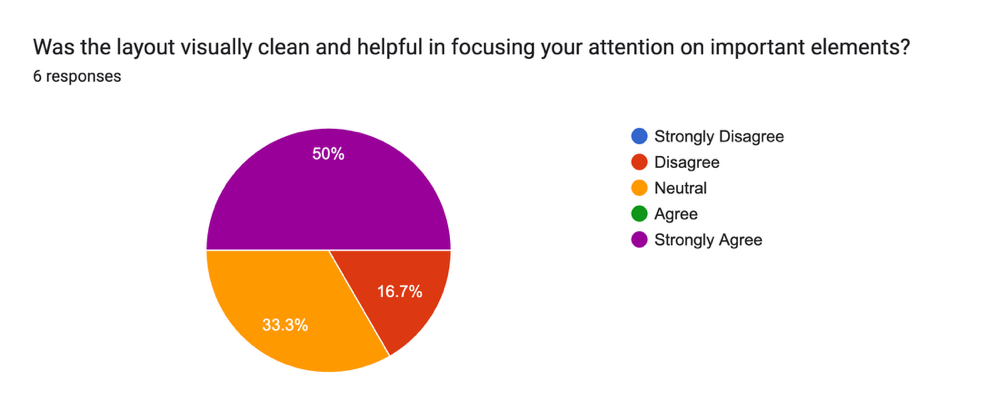 Was the layout visually clean and helpful in focusing your attention on important elements?
6 responses
50%
16.7%
33.3%
Strongly Disagree
Disagree
Neutral
Agree
Strongly Agree